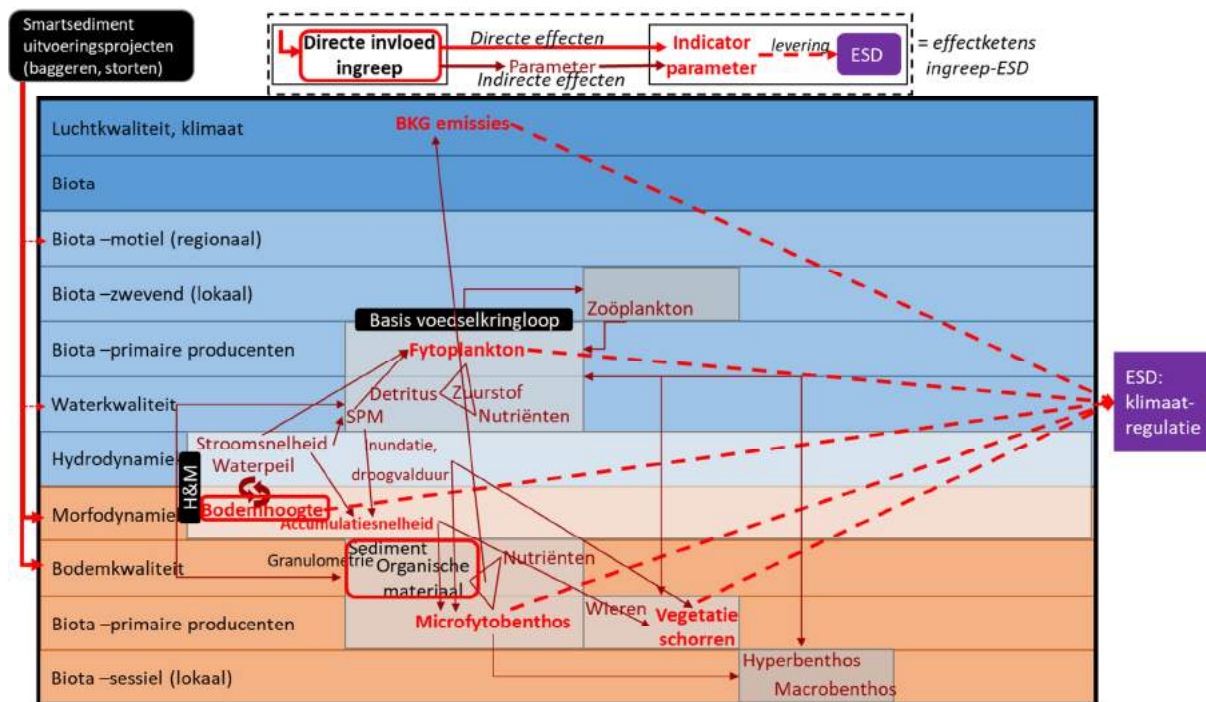 Smartsediment
uitvoeringsprojecten
(baggeren, storten)
Directe invloed
ingreep
Directe effecten
Parameter
Indirecte effecten
Indicator
parameter
levering
ESD
= effectketens
ingreep-ESD
Luchtkwaliteit, klimaat
BKG emissies
Biota
Biota –motiel (regionaal)
Biota –zwevend (lokaal)
Zoöplankton
Basis voedselkringloop
Biota –primaire producenten
Fytoplankton
Waterkwaliteit
Detritus
Zuurstof
SPM
Nutriënten
Hydrodynamie
Stroomsnelheid
Waterpeil
Inundatie,
droogvalduur
H&M
Morfodynamie
Bodemhoogte
Accumulatiesnelheid
Bodemkwaliteit
Granulometrie
Sediment
Organische
materiaal
Nutriënten
Biota –primaire producenten
Microfytobenthos
Wieren
Vegetatie
schorren
Biota –sessiel (lokaal)
Hyperbenthos
Macrobenthos
ESD:
klimaat-
regulatie